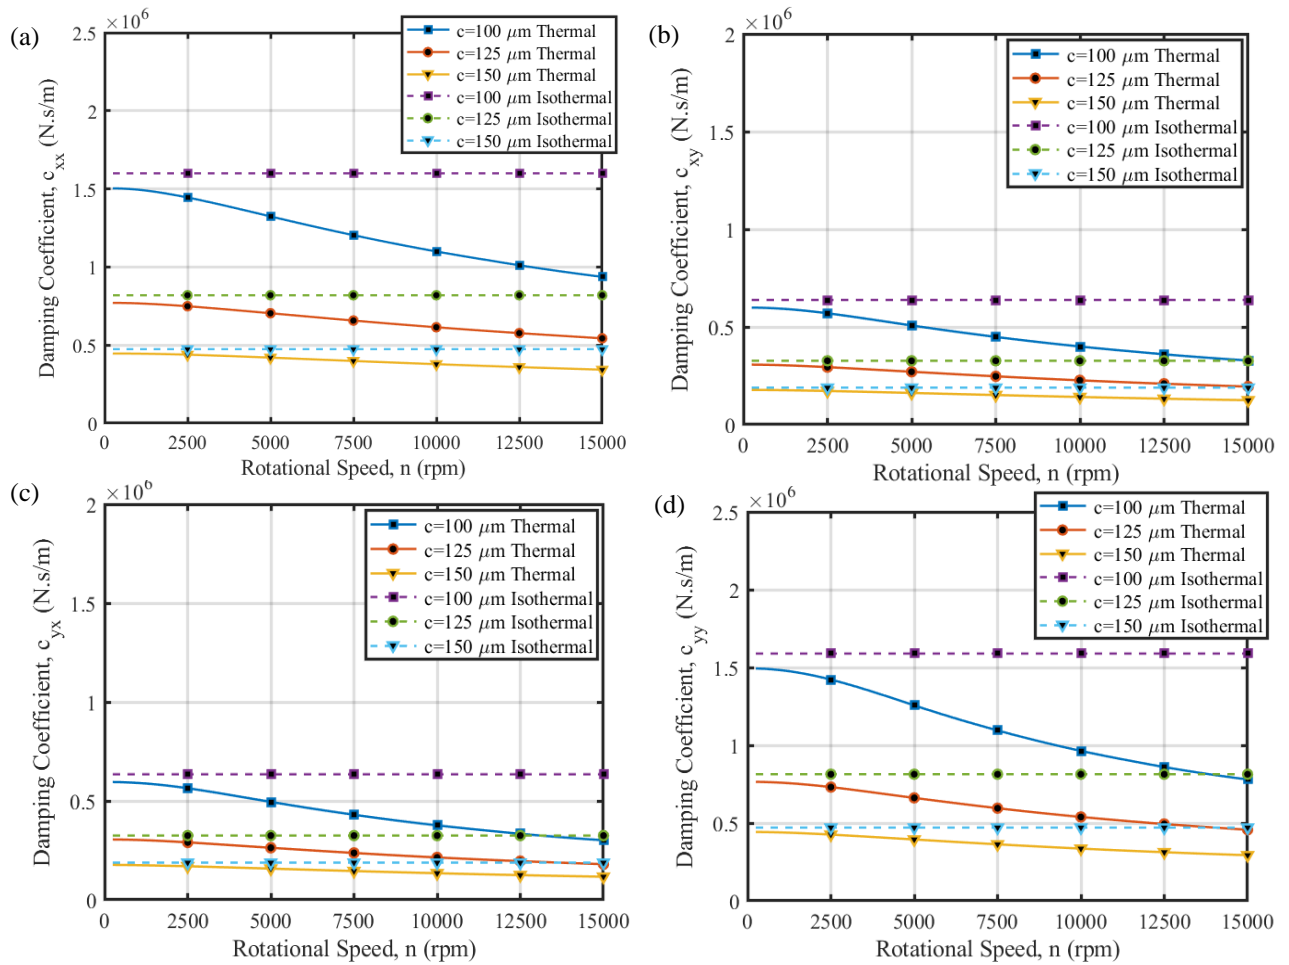 (a)
×10⁶
2.5
2
1.5
1
0.5
0
Damping Coefficient, c_xx (N.s/m)
c=100 μm Thermal
c=125 μm Thermal
c=150 μm Thermal
c=100 μm Isothermal
c=125 μm Isothermal
c=150 μm Isothermal
0 2500 5000 7500 10000 12500 15000
Rotational Speed, n (rpm)
(b)
×10⁶
2
1.5
1
0.5
0
Damping Coefficient, c_xy (N.s/m)
c=100 μm Thermal
c=125 μm Thermal
c=150 μm Thermal
c=100 μm Isothermal
c=125 μm Isothermal
c=150 μm Isothermal
0 2500 5000 7500 10000 12500 15000
Rotational Speed, n (rpm)
(c)
×10⁶
2
1.5
1
0.5
0
Damping Coefficient, c_yx (N.s/m)
c=100 μm Thermal
c=125 μm Thermal
c=150 μm Thermal
c=100 μm Isothermal
c=125 μm Isothermal
c=150 μm Isothermal
0 2500 5000 7500 10000 12500 15000
Rotational Speed, n (rpm)
(d)
×10⁶
2.5
2
1.5
1
0.5
0
Damping Coefficient, c_yy (N.s/m)
c=100 μm Thermal
c=125 μm Thermal
c=150 μm Thermal
c=100 μm Isothermal
c=125 μm Isothermal
c=150 μm Isothermal
0 2500 5000 7500 10000 12500 15000
Rotational Speed, n (rpm)